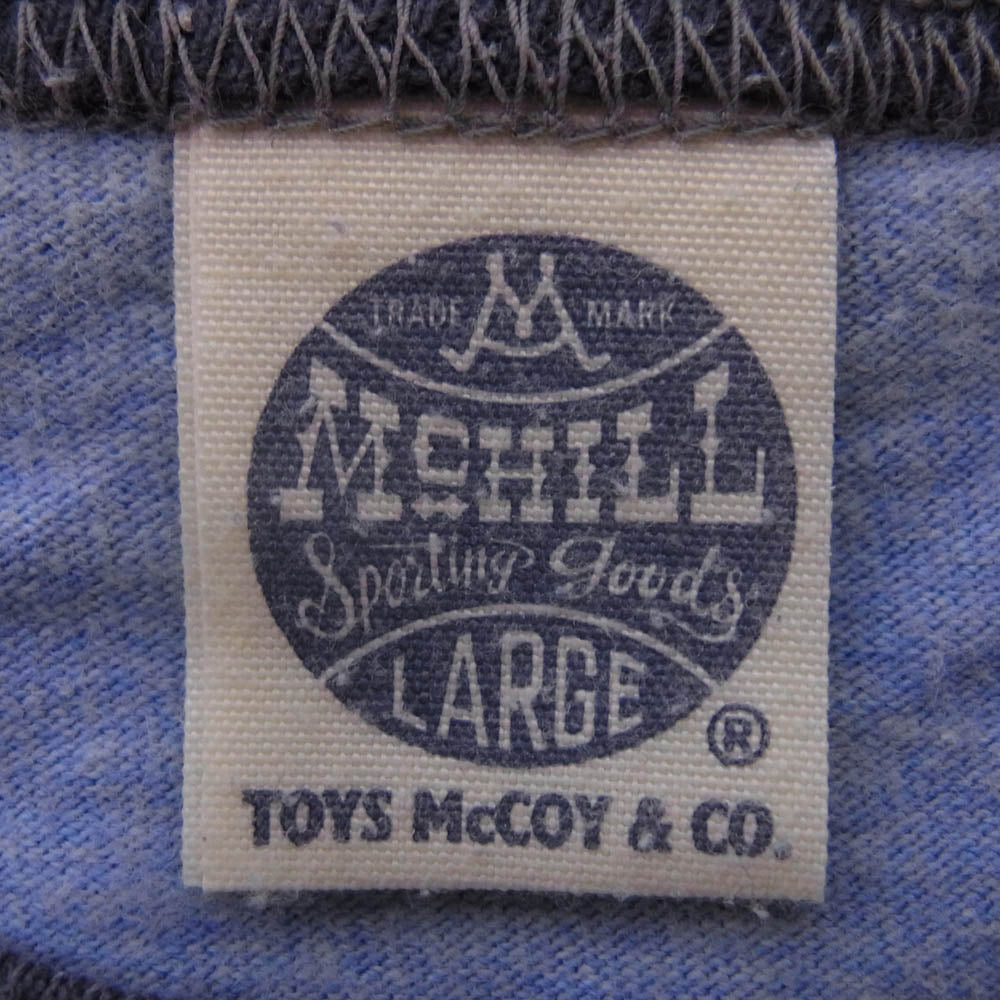 TRADE M MARK
McHILL
Sporting Goods
LARGE
®
TOYS McCOY & CO.